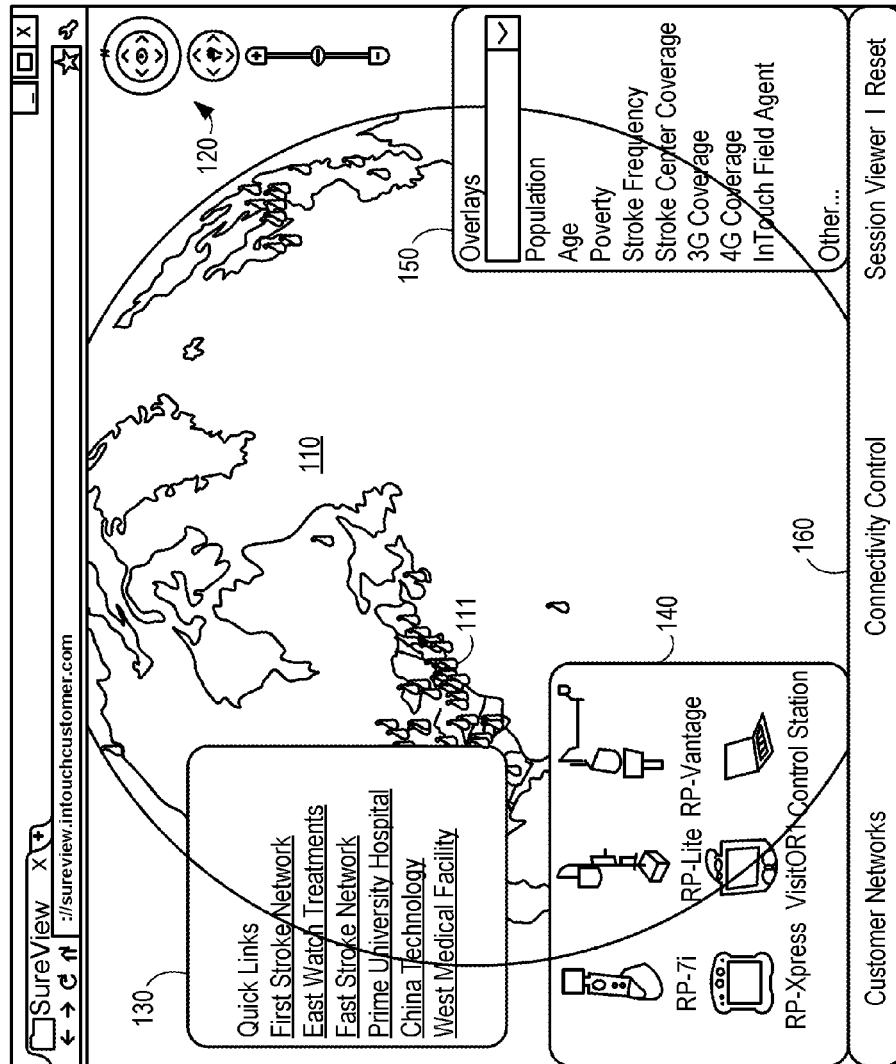 SureView X +
_ □ X
← → C ://sureview.intouchcustomer.com
130
Quick Links
First Stroke Network
East Watch Treatments
Fast Stroke Network
Prime University Hospital
China Technology
West Medical Facility
110
111
120
N
+
-
150
Overlays
Population
Age
Poverty
Stroke Frequency
Stroke Center Coverage
3G Coverage
4G Coverage
InTouch Field Agent
Other...
140
RP-7i RP-Lite RP-Vantage
RP-Xpress VisitOR1 Control Station
160
Customer Networks Connectivity Control Session Viewer | Reset